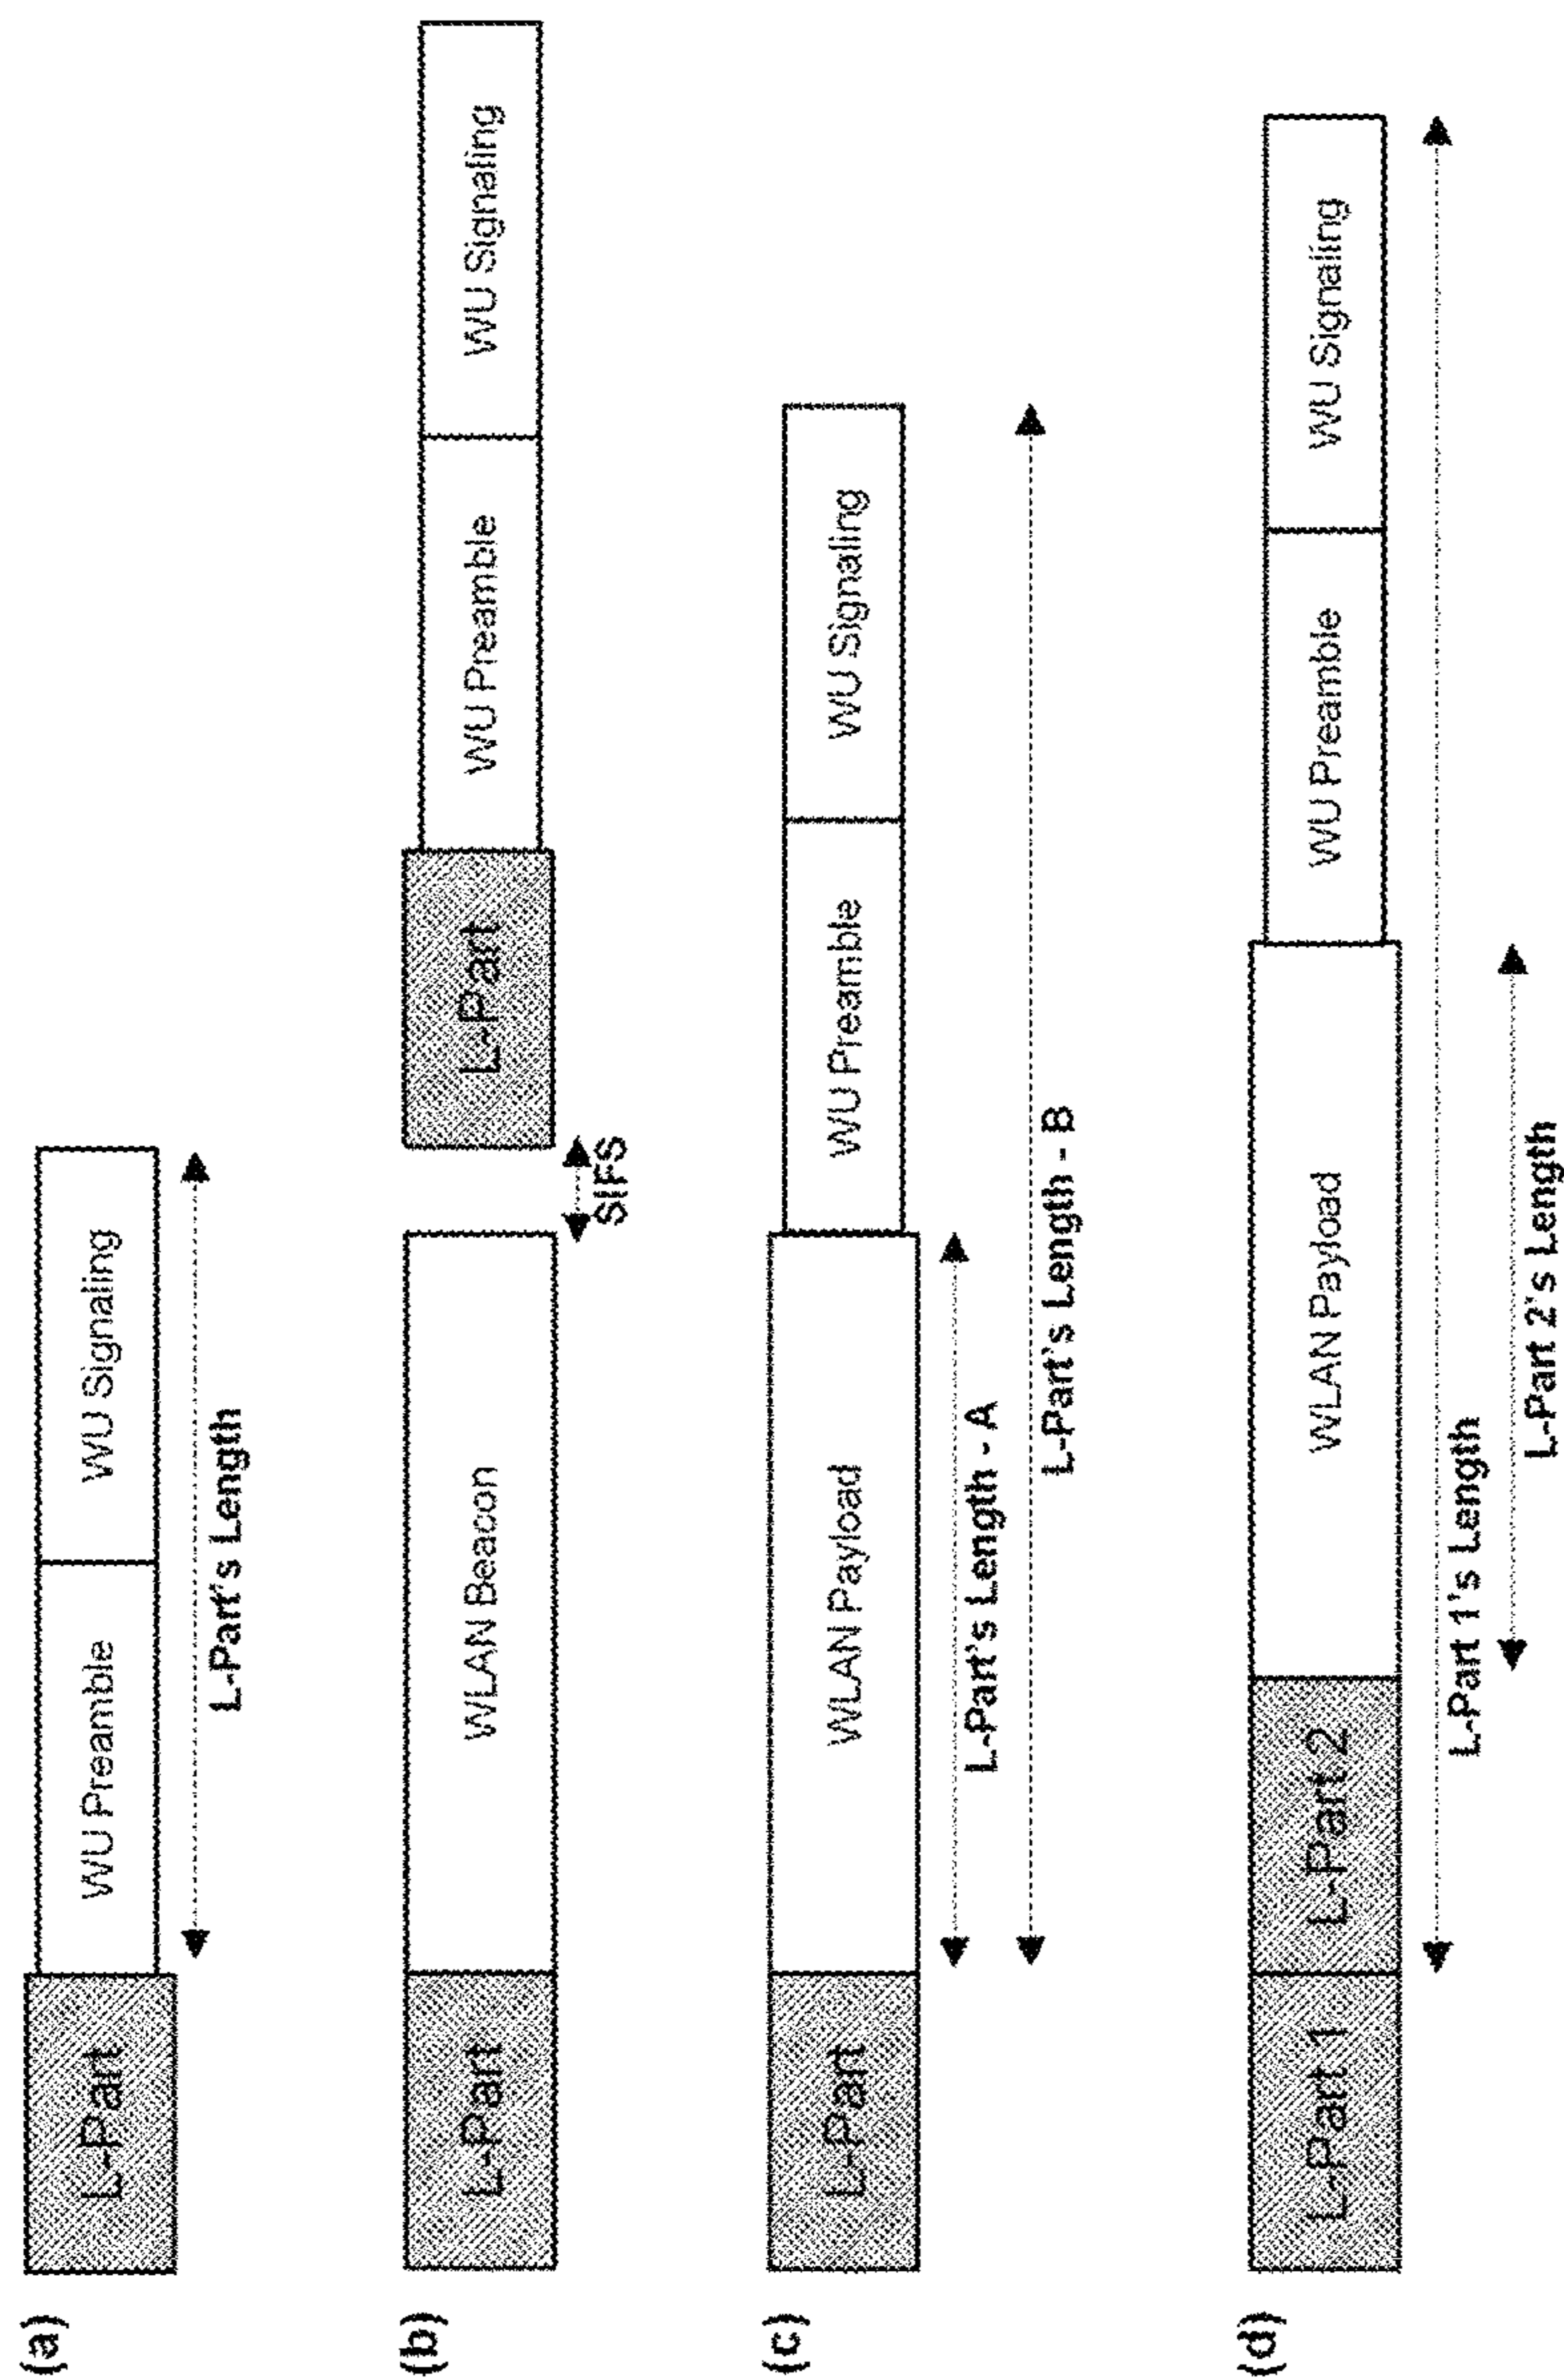 (a)
L-Part
WU Preamble
WU Signaling
L-Part's Length
(b)
L-Part
WLAN Beacon
SIFS
L-Part
WU Preamble
WU Signaling
(c)
L-Part
WLAN Payload
WU Preamble
WU Signaling
L-Part's Length - A
L-Part's Length - B
(d)
L-Part 1
L-Part 2
WLAN Payload
WU Preamble
WU Signaling
L-Part 1's Length
L-Part 2's Length